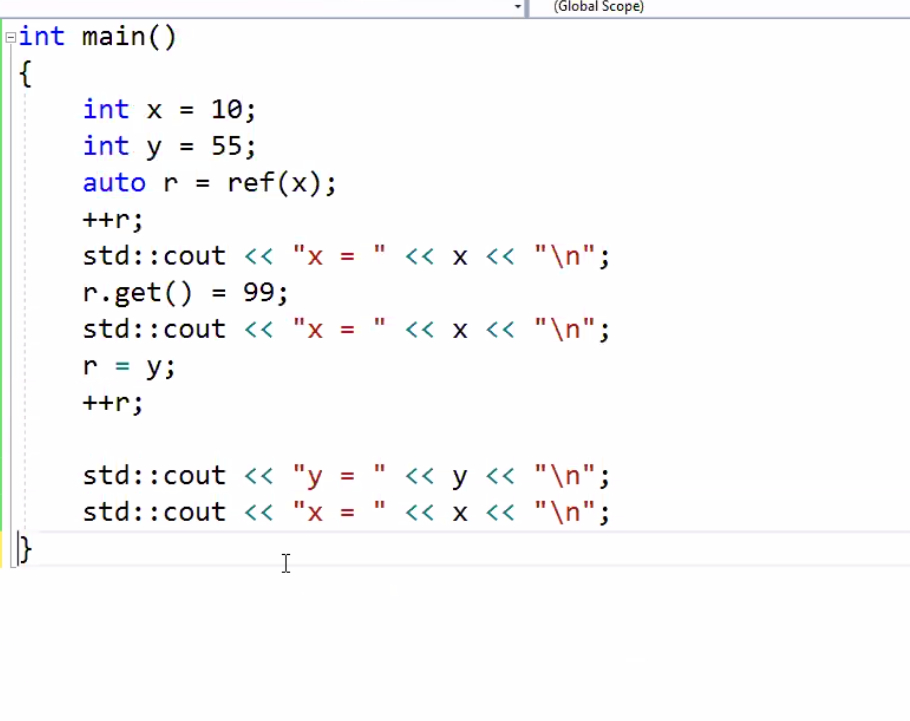 (Global Scope)
int main()
{
    int x = 10;
    int y = 55;
    auto r = ref(x);
    ++r;
    std::cout << "x = " << x << "\n";
    r.get() = 99;
    std::cout << "x = " << x << "\n";
    r = y;
    ++r;

    std::cout << "y = " << y << "\n";
    std::cout << "x = " << x << "\n";
}